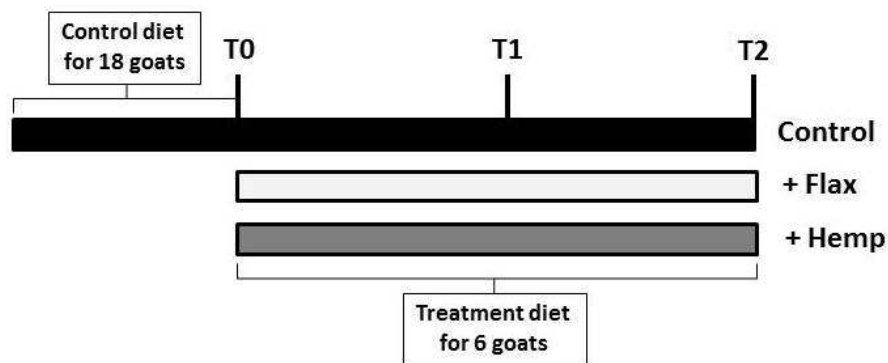 Control diet
for 18 goats
T0
T1
T2
Control
+ Flax
+ Hemp
Treatment diet
for 6 goats